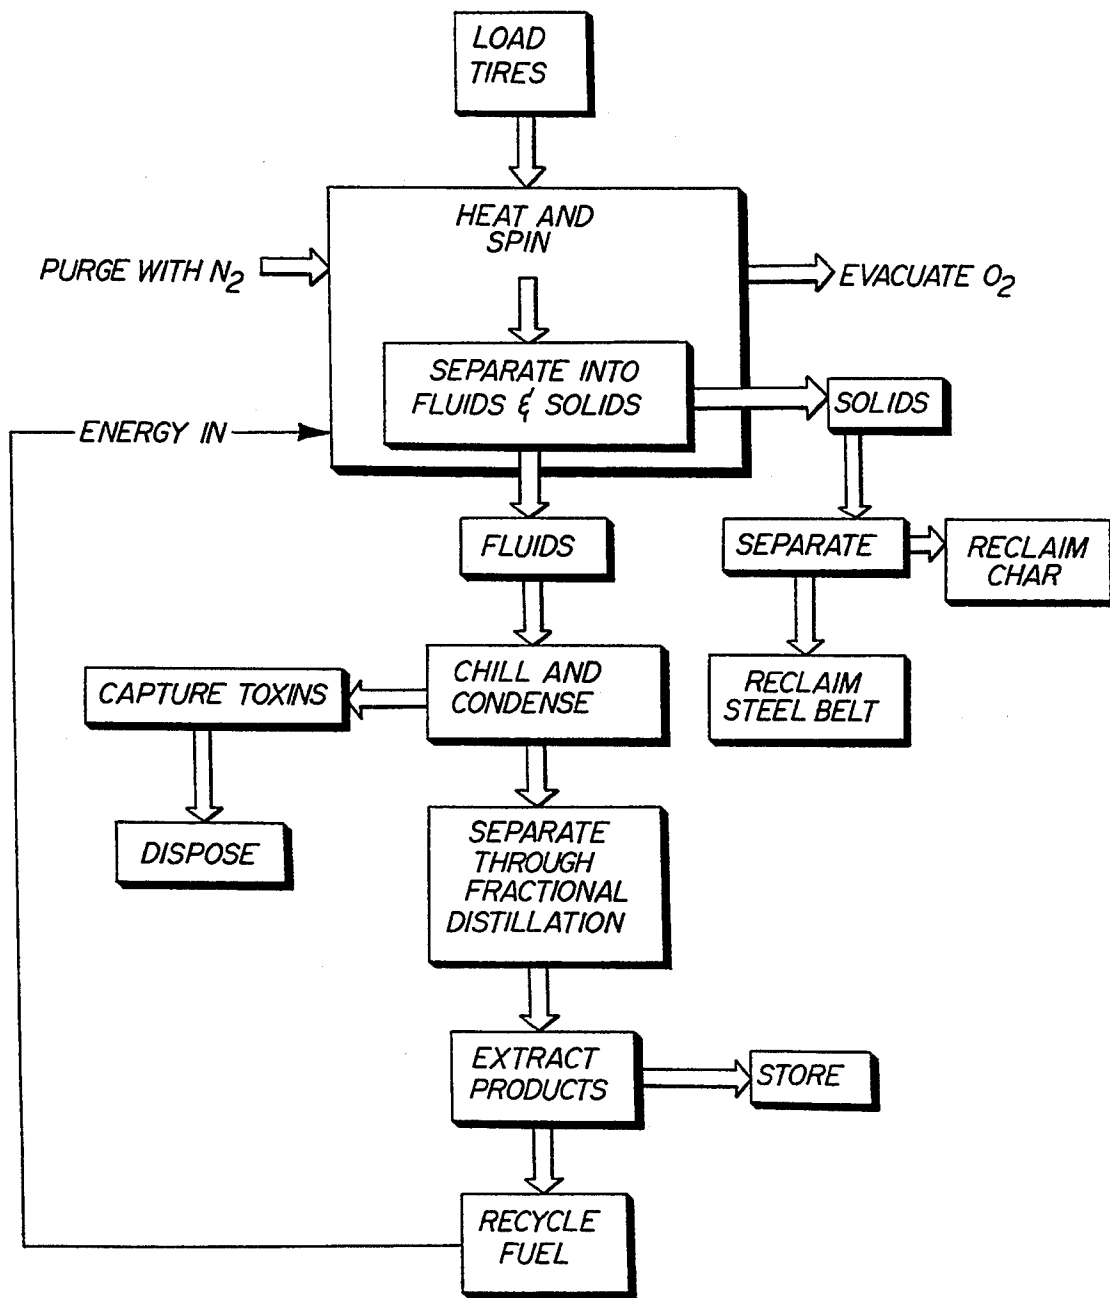 LOAD
TIRES
HEAT AND
SPIN
PURGE WITH N2
EVACUATE O2
SEPARATE INTO
FLUIDS & SOLIDS
SOLIDS
ENERGY IN
FLUIDS
SEPARATE
RECLAIM
CHAR
CHILL AND
CONDENSE
CAPTURE TOXINS
RECLAIM
STEEL BELT
SEPARATE
THROUGH
FRACTIONAL
DISTILLATION
DISPOSE
EXTRACT
PRODUCTS
STORE
RECYCLE
FUEL